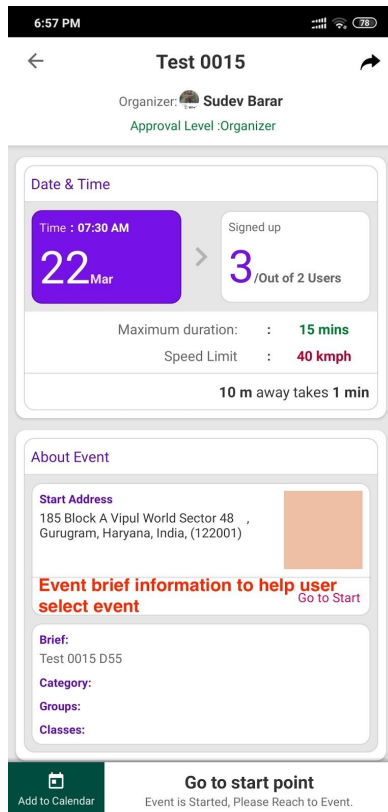 6:57 PM
78
Test 0015
Organizer: Sudev Barar
Approval Level :Organizer
Date & Time
Time : 07:30 AM
22 Mar
Signed up
3 /Out of 2 Users
Maximum duration: : 15 mins
Speed Limit : 40 kmph
10 m away takes 1 min
About Event
Start Address
185 Block A Vipul World Sector 48 ,
Gurugram, Haryana, India, (122001)
Event brief information to help user
select event
Go to Start
Brief:
Test 0015 D55
Category:
Groups:
Classes:
Add to Calendar
Go to start point
Event is Started, Please Reach to Event.